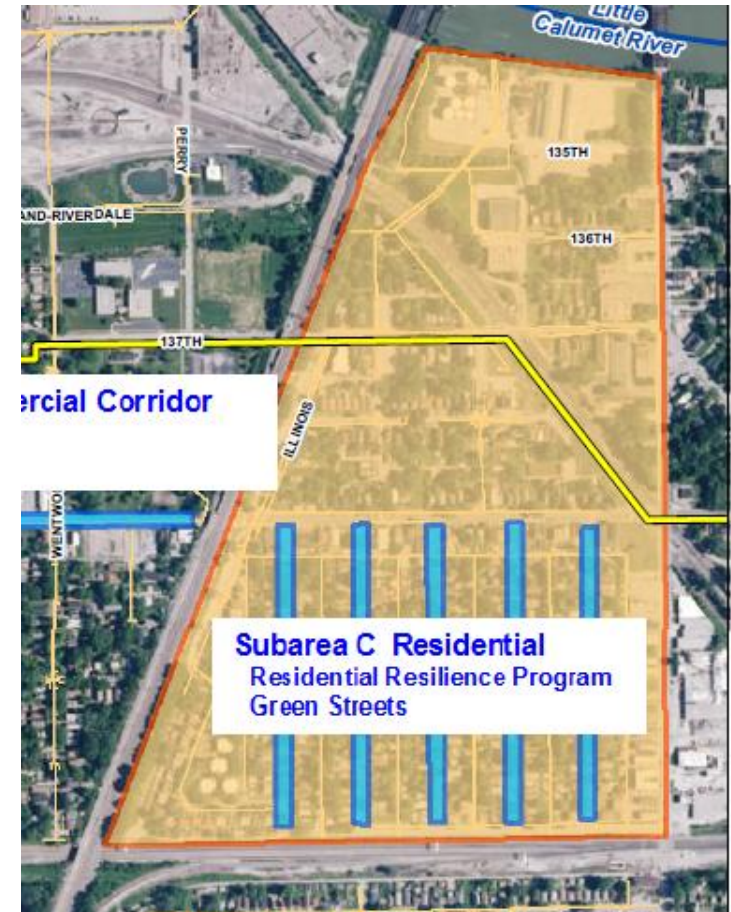 Little
Calumet River
PERRY
135TH
AND-RIVERDALE
136TH
137TH
ercial Corridor
ILLINOIS
WENTWO
Subarea C Residential
Residential Resilience Program
Green Streets